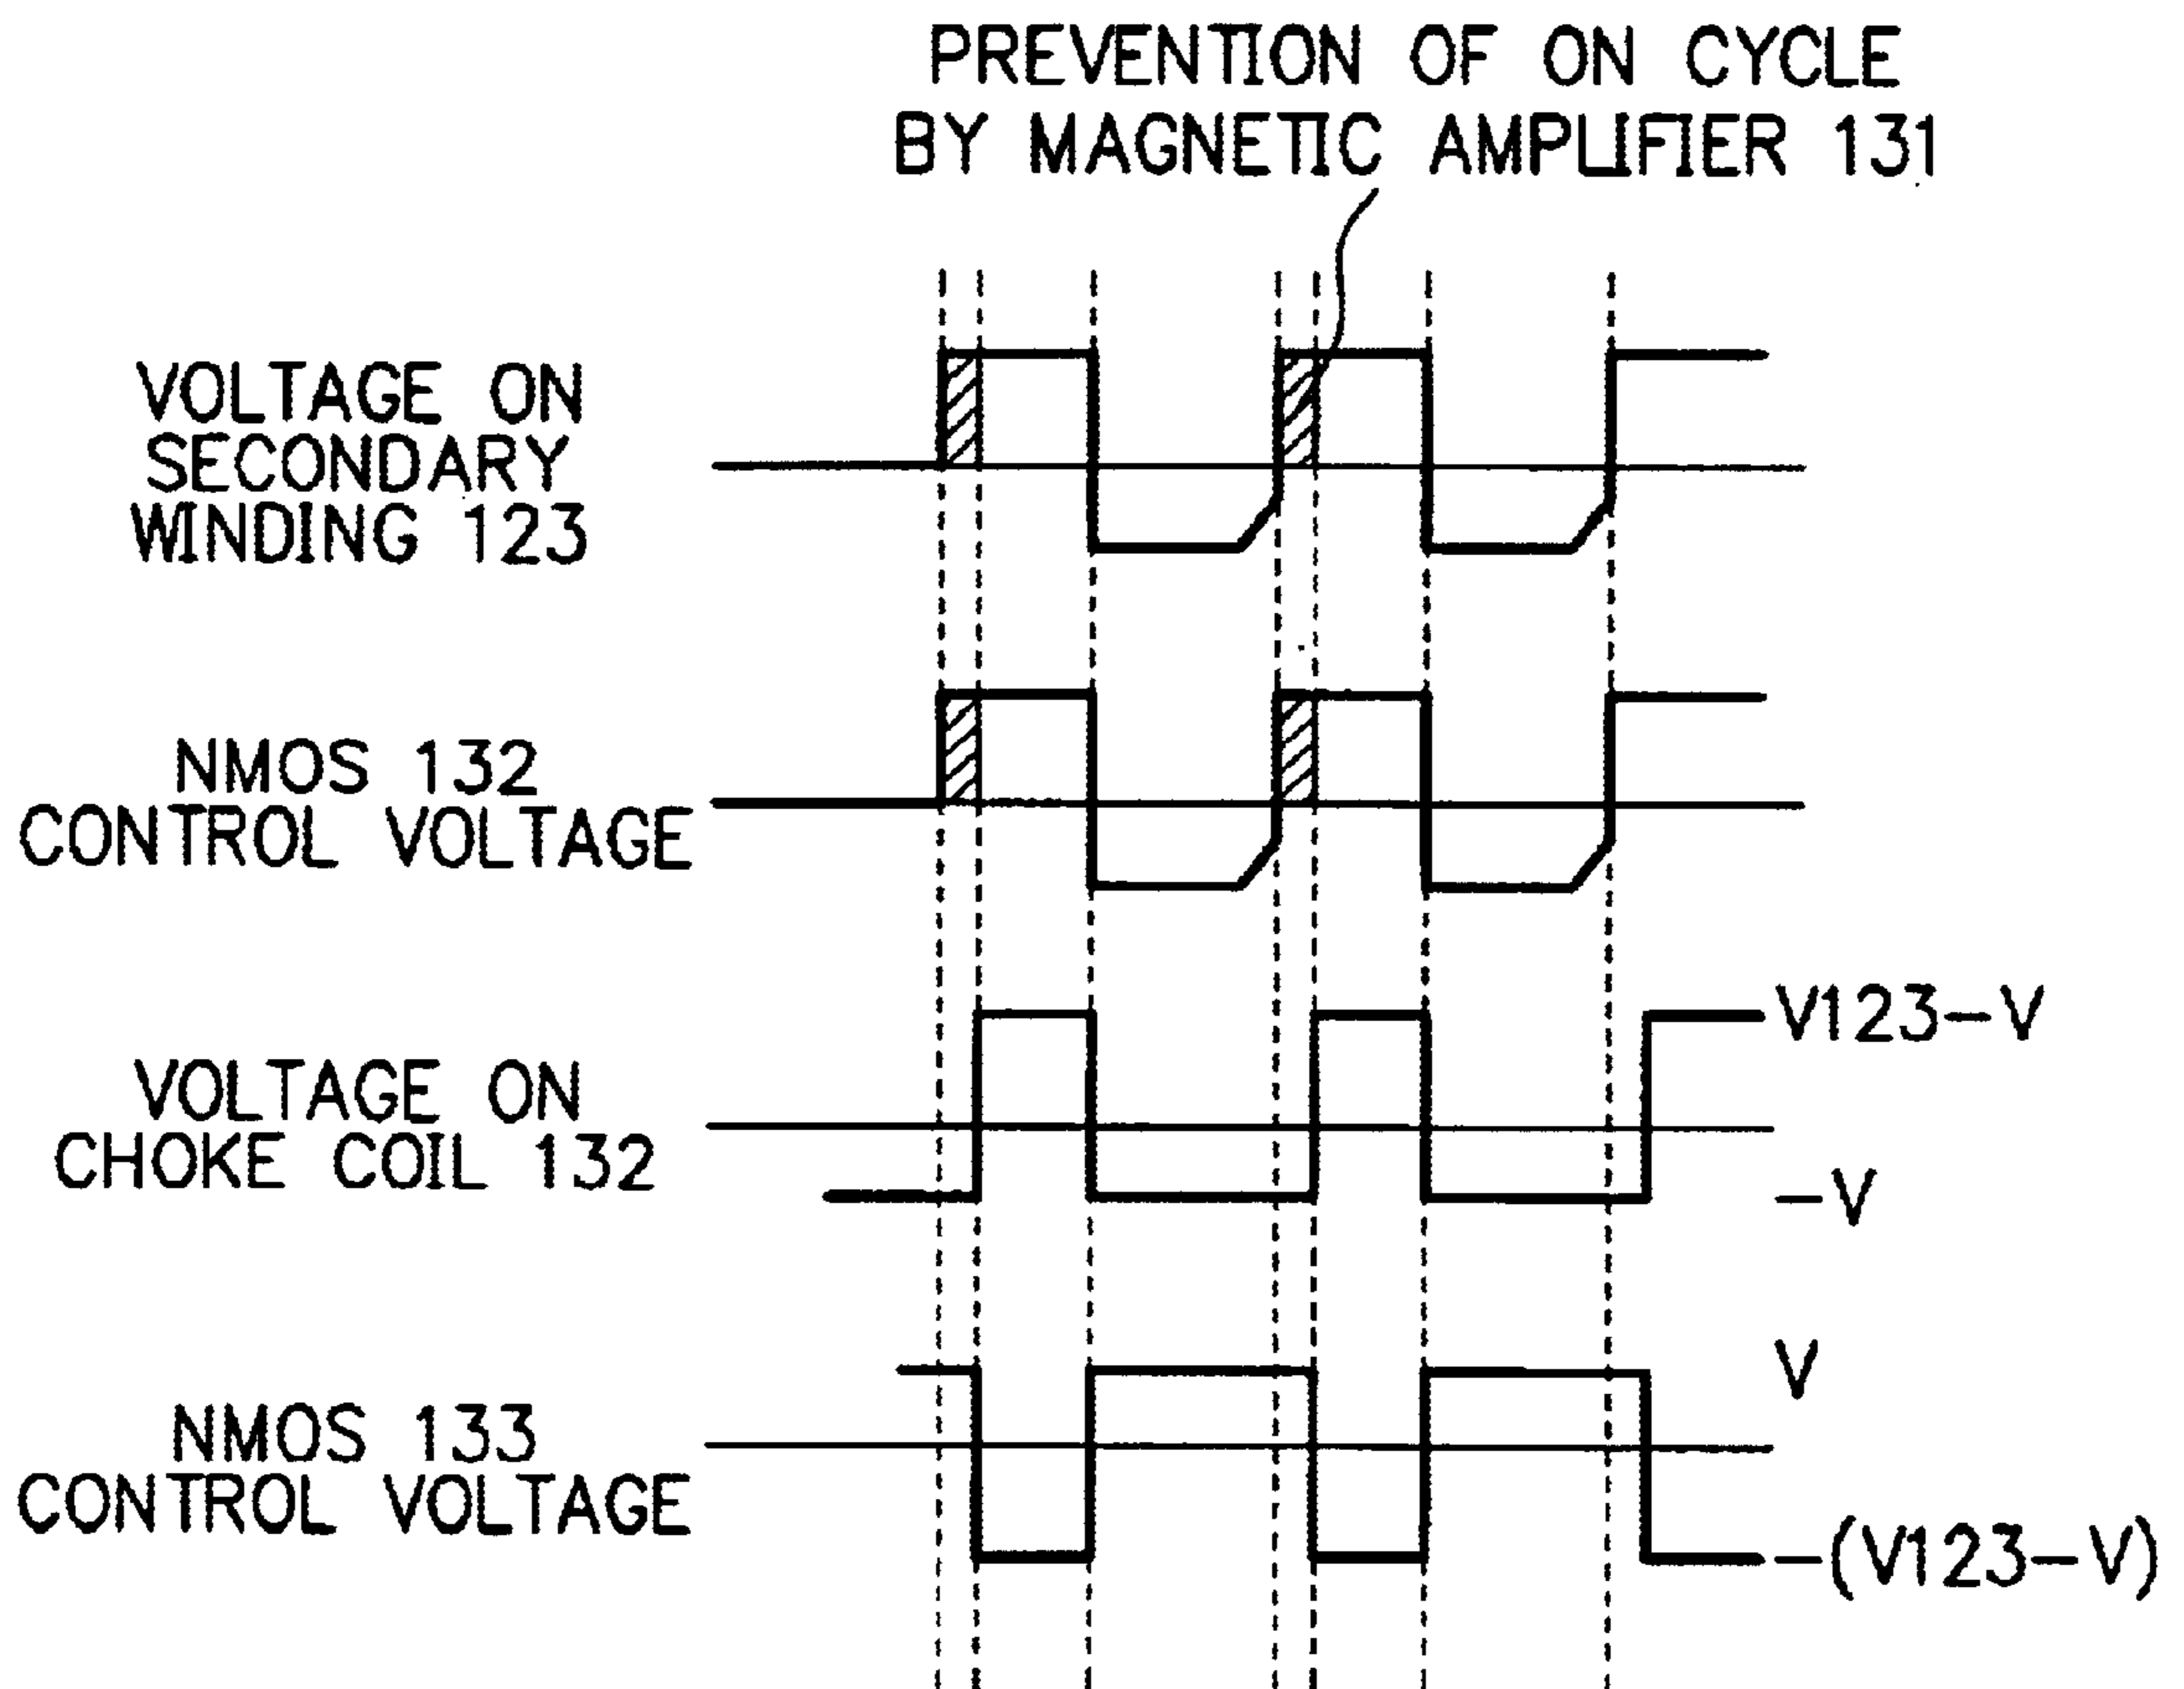 PREVENTION OF ON CYCLE
BY MAGNETIC AMPLIFIER 131
VOLTAGE ON
SECONDARY
WINDING 123
NMOS 132
CONTROL VOLTAGE
V123-V
VOLTAGE ON
CHOKE COIL 132
-V
V
NMOS 133
CONTROL VOLTAGE
-(V123-V)